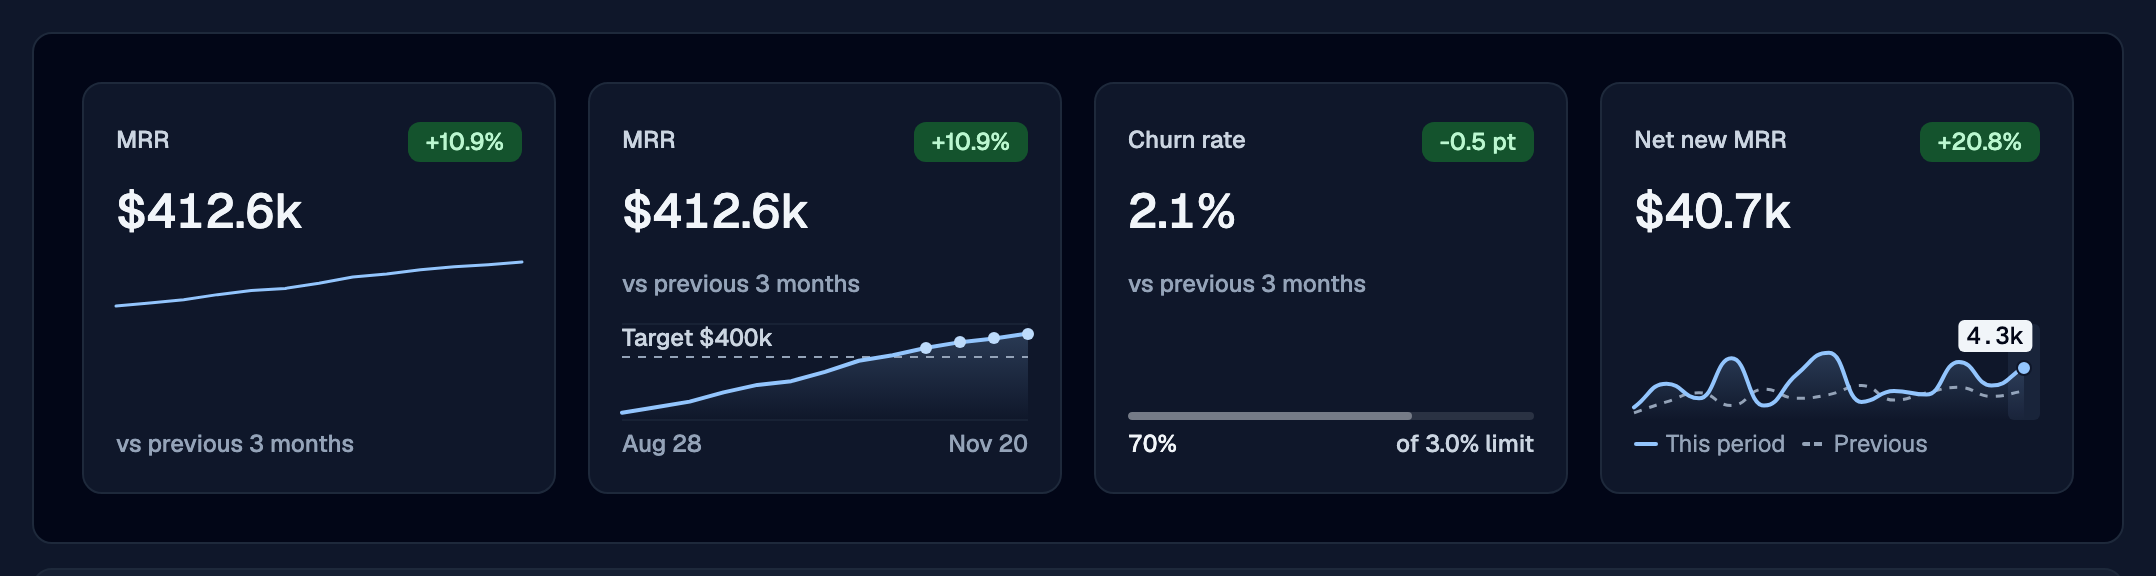 MRR
+10.9%
$412.6k
vs previous 3 months
MRR
+10.9%
$412.6k
vs previous 3 months
Target $400k
Aug 28
Nov 20
Churn rate
-0.5 pt
2.1%
vs previous 3 months
70%
of 3.0% limit
Net new MRR
+20.8%
$40.7k
4.3k
This period
Previous